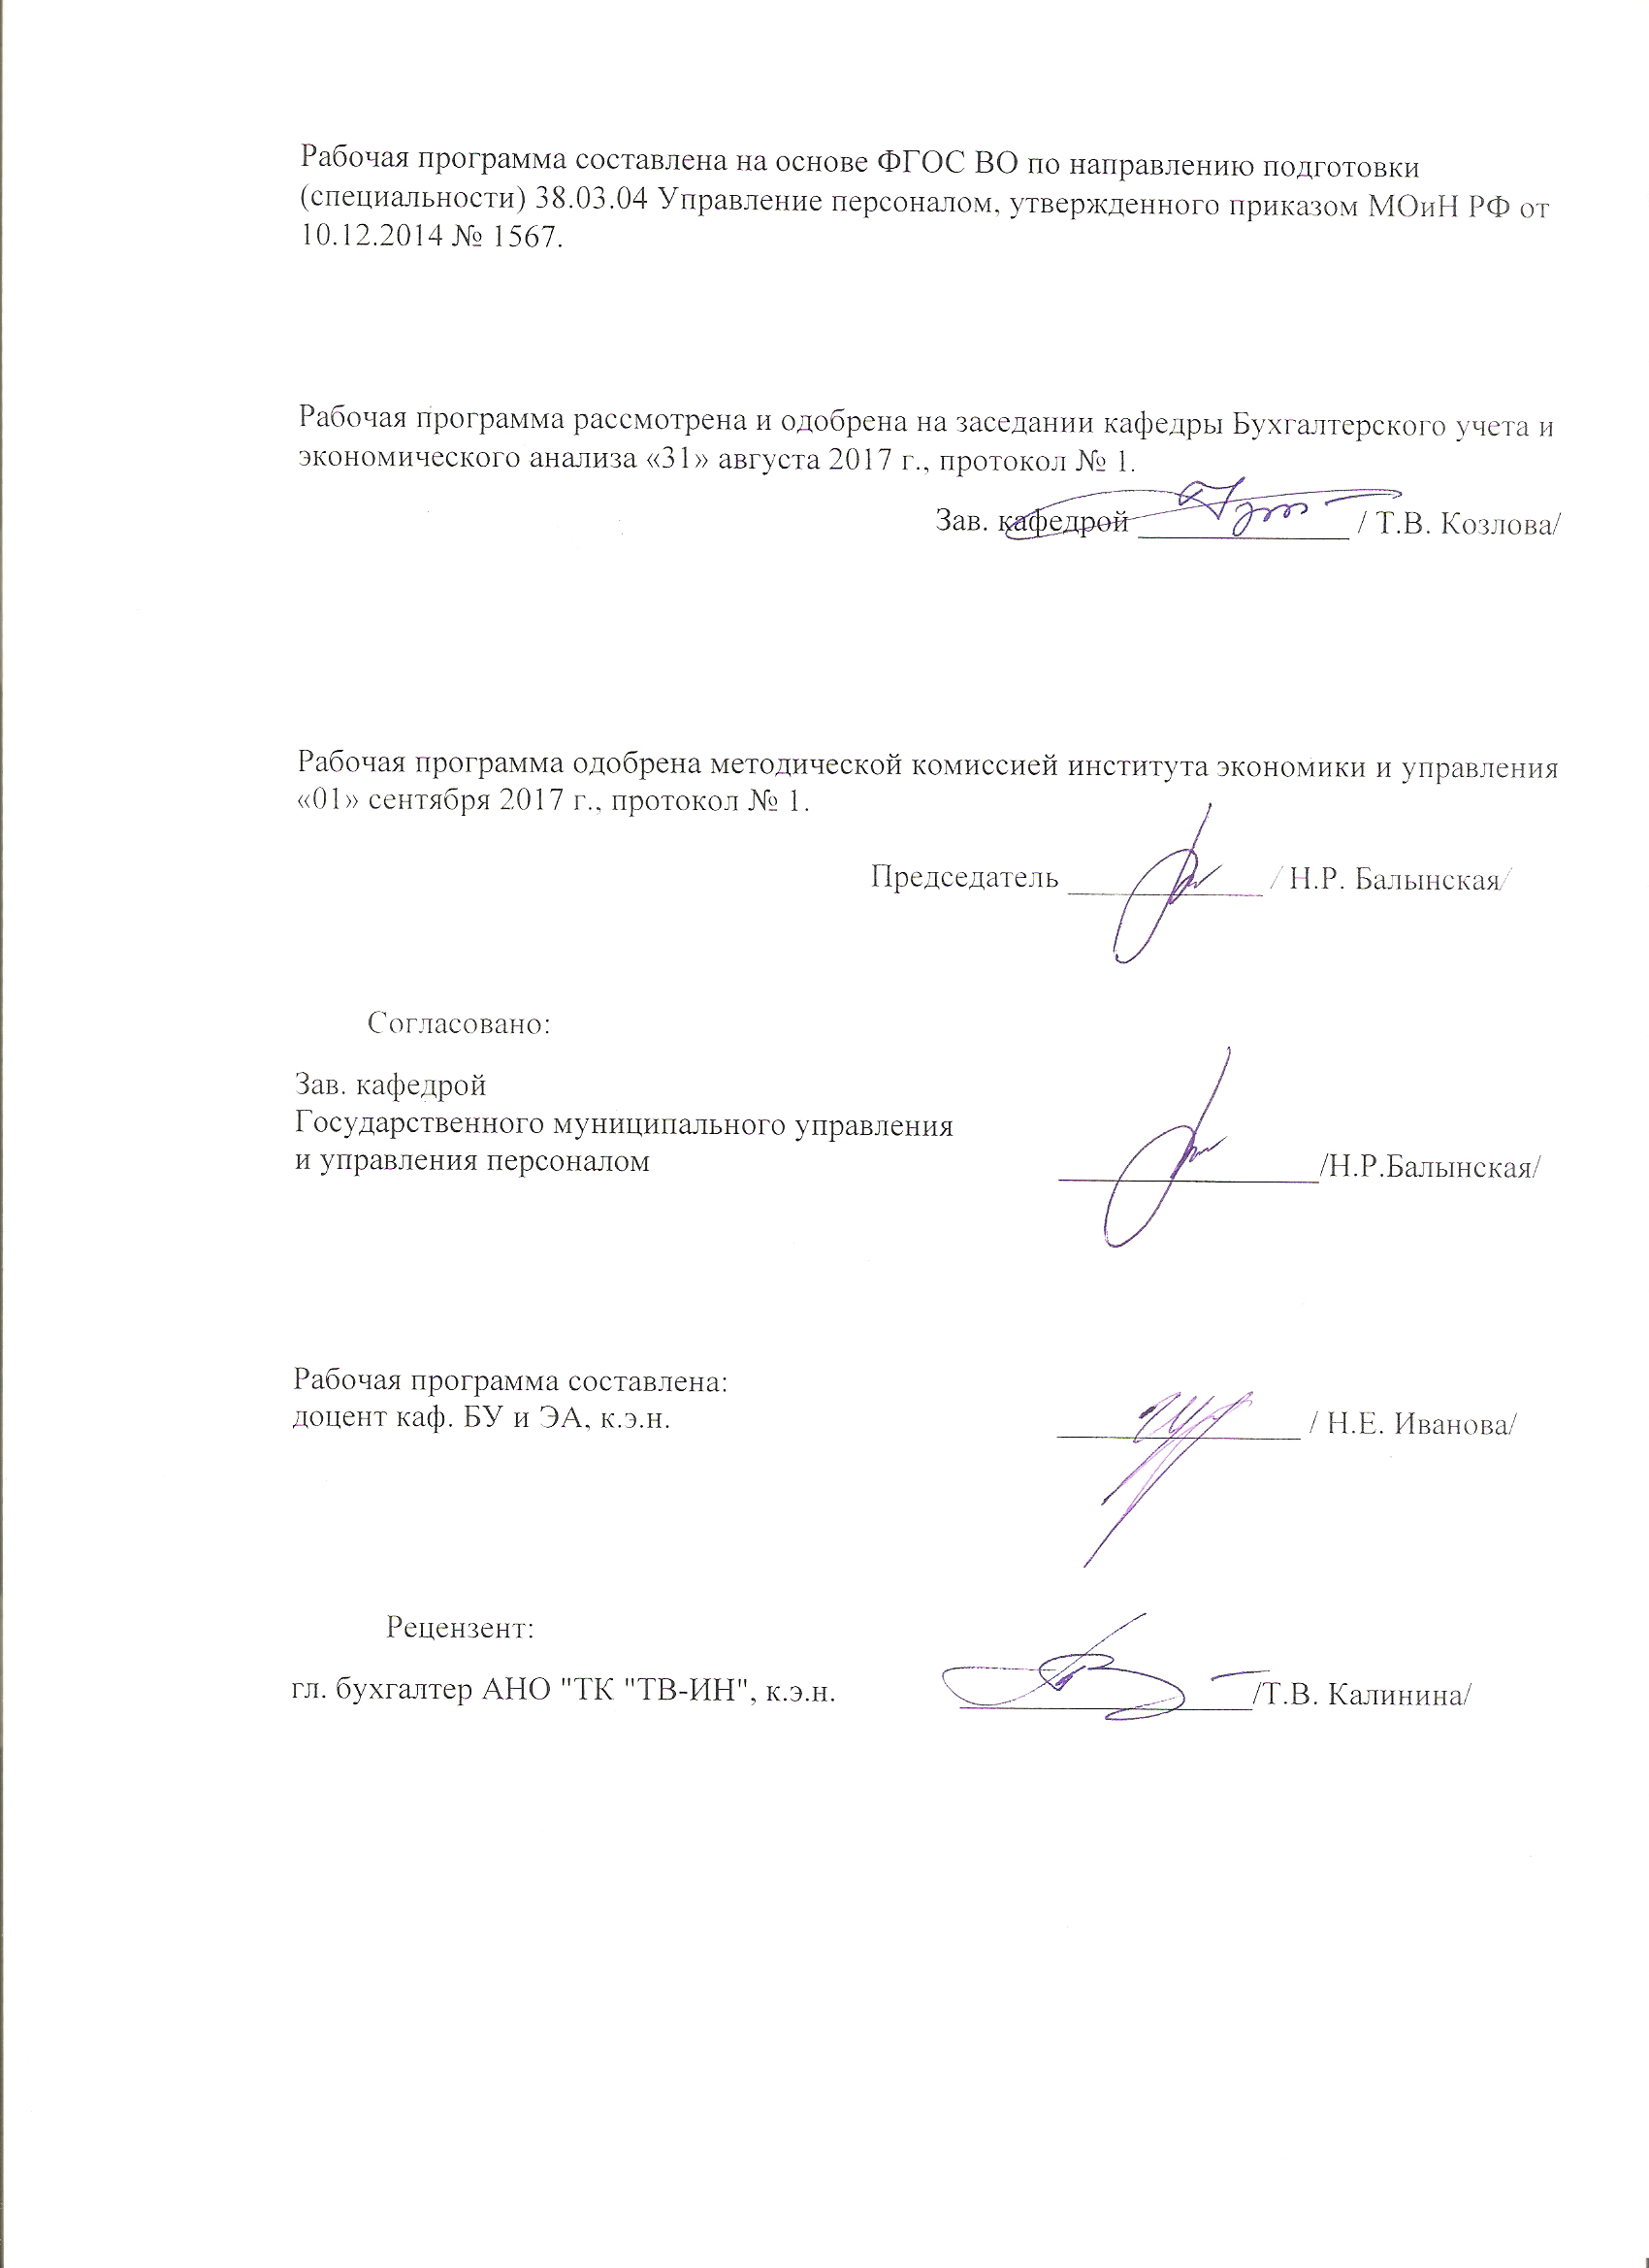 Рабочая программа составлена на основе ФГОС ВО по направлению подготовки
(специальности) 38.03.04 Управление персоналом, утвержденного приказом МОиН РФ от
10.12.2014 № 1567.
Рабочая программа рассмотрена и одобрена на заседании кафедры Бухгалтерского учета и
экономического анализа «31» августа 2017 г., протокол № 1.
Зав. кафедрой _____________ / Т.В. Козлова/
Рабочая программа одобрена методической комиссией института экономики и управления
«01» сентября 2017 г., протокол № 1.
Председатель ____________ / Н.Р. Балынская/
Согласовано:
Зав. кафедрой
Государственного муниципального управления
и управления персоналом ________________/Н.Р.Балынская/
Рабочая программа составлена:
доцент каф. БУ и ЭА, к.э.н. _______________ / Н.Е. Иванова/
Рецензент:
гл. бухгалтер АНО "ТК "ТВ-ИН", к.э.н. __________________/Т.В. Калинина/